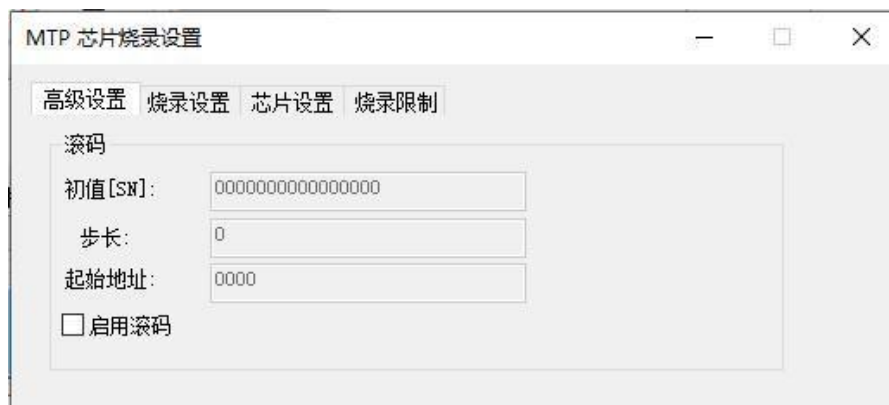 MTP 芯片烧录设置
高级设置 烧录设置 芯片设置 烧录限制
滚码
初值[SN]: 0000000000000000
步长: 0
起始地址: 0000
启用滚码